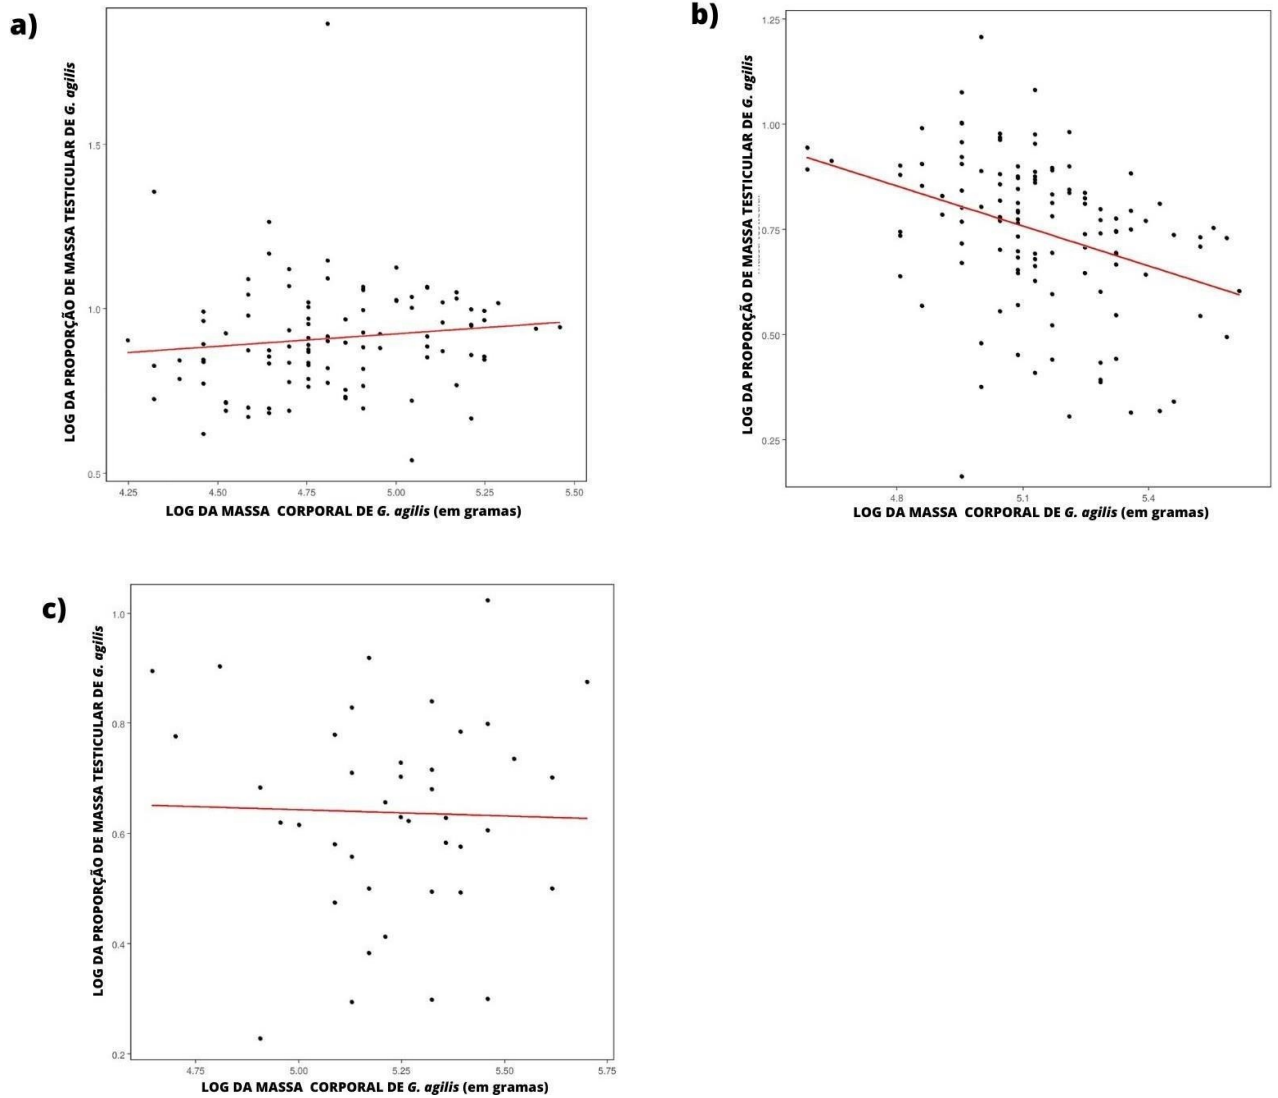 a)
LOG DA PROPORÇÃO DE MASSA TESTICULAR DE G. agilis
1.5
1.0
0.5
4.25 4.50 4.75 5.00 5.25 5.50
LOG DA MASSA CORPORAL DE G. agilis (em gramas)
b)
LOG DA PROPORÇÃO DE MASSA TESTICULAR DE G. agilis
1.25
1.00
0.75
0.50
0.25
4.8 5.1 5.4
LOG DA MASSA CORPORAL DE G. agilis (em gramas)
c)
LOG DA PROPORÇÃO DE MASSA TESTICULAR DE G. agilis
1.0
0.8
0.6
0.4
0.2
4.75 5.00 5.25 5.50 5.75
LOG DA MASSA CORPORAL DE G. agilis (em gramas)